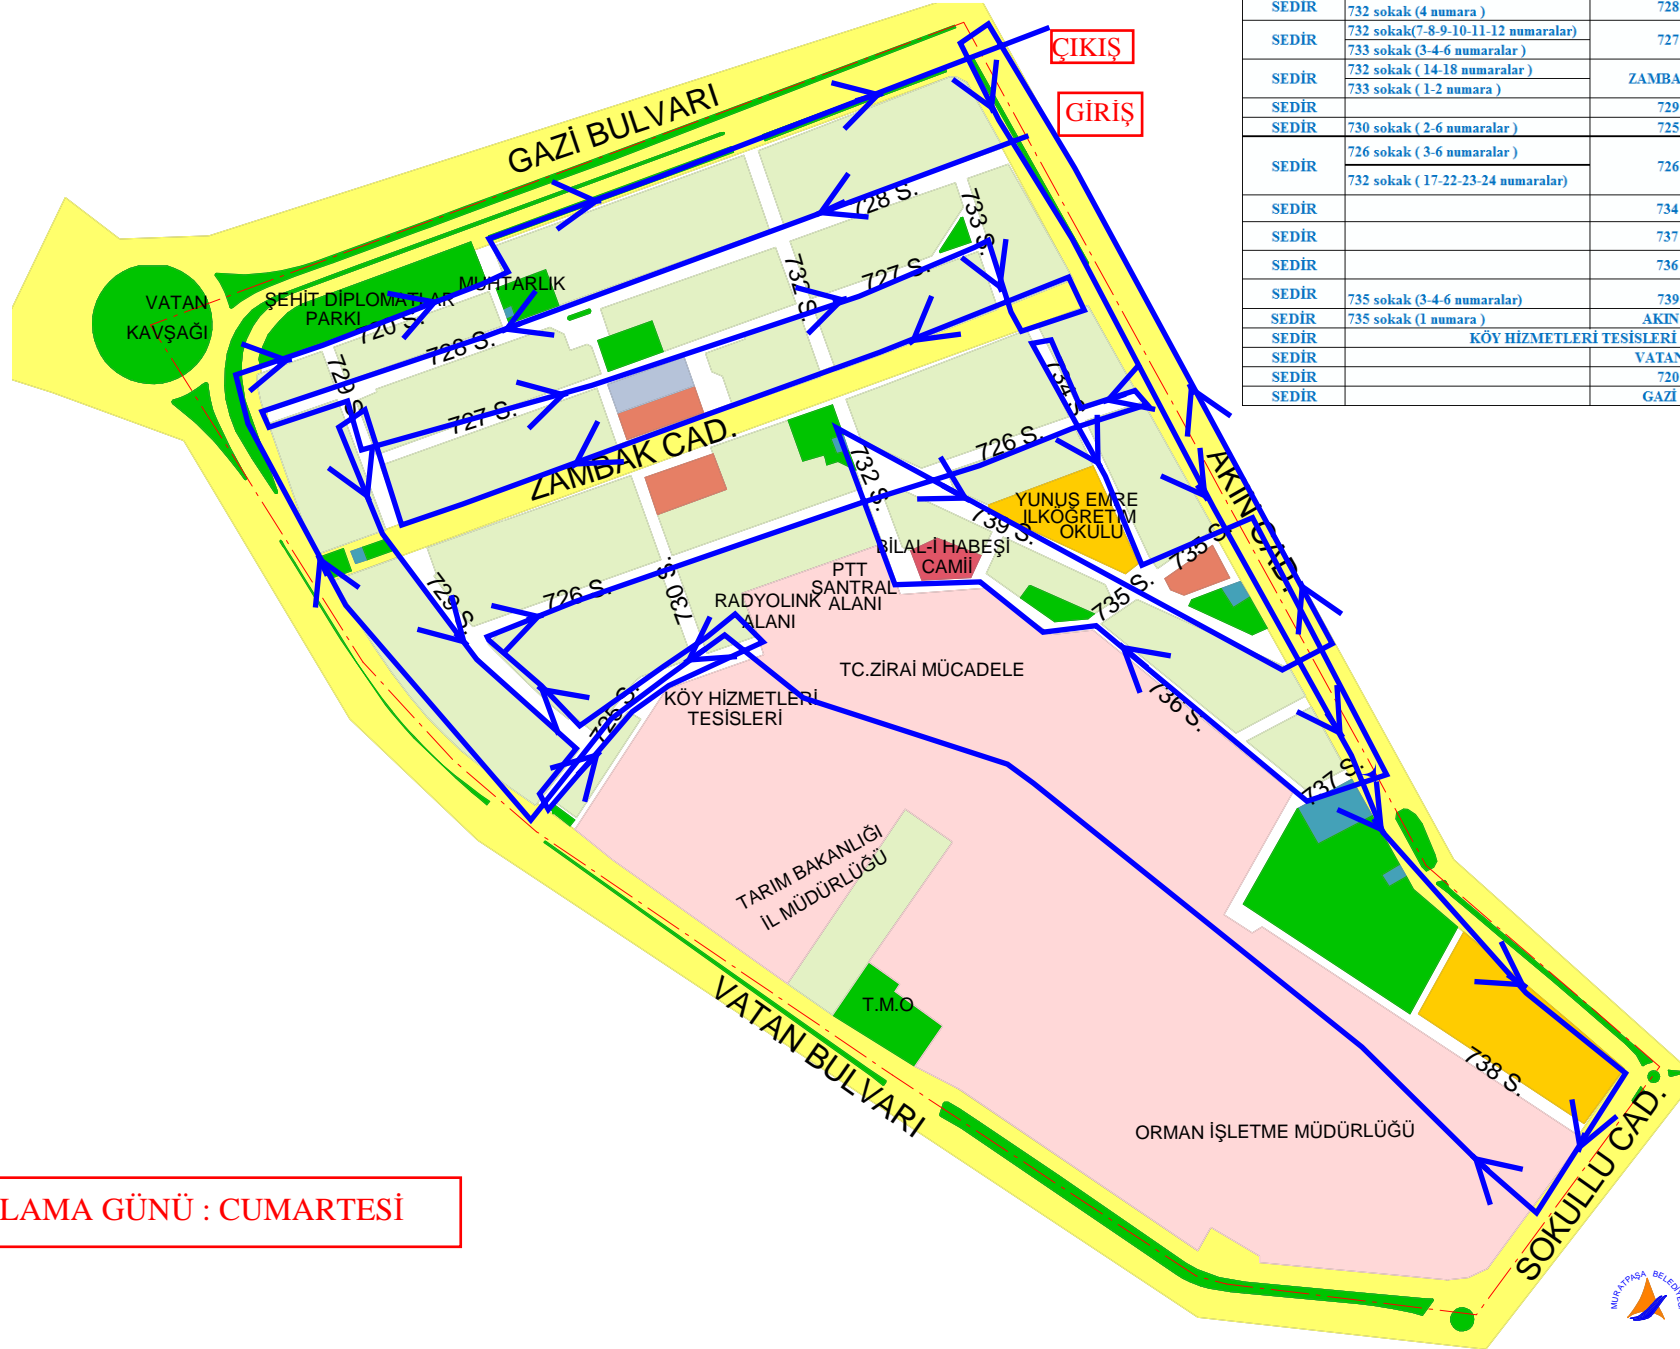 SEDİR 732 sokak (4 numara ) 728
SEDİR 732 sokak(7-8-9-10-11-12 numaralar) 727
733 sokak (3-4-6 numaralar )
SEDİR 732 sokak ( 14-18 numaralar ) ZAMBA
733 sokak ( 1-2 numara )
SEDİR 729
SEDİR 730 sokak ( 2-6 numaralar ) 725
SEDİR 726 sokak ( 3-6 numaralar ) 726
732 sokak ( 17-22-23-24 numaralar)
SEDİR 734
SEDİR 737
SEDİR 736
SEDİR 735 sokak (3-4-6 numaralar) 739
SEDİR 735 sokak (1 numara ) AKIN
SEDİR KÖY HİZMETLERİ TESİSLERİ
SEDİR VATAN
SEDİR 720
SEDİR GAZİ
ÇIKIŞ
GİRİŞ
GAZİ BULVARI
728 S.
733 S.
732 S.
727 S.
VATAN
KAVŞAĞI
ŞEHİT DİPLOMATLAR
PARKI
MUHTARLIK
720 S.
728 S.
729 S.
727 S.
ZAMBAK CAD.
734 S.
726 S.
732 S.
AKIN CAD.
YUNUS EMRE
ILKÖĞRETİM
OKULU
739 S.
735 S.
BİLAL-İ HABEŞİ
CAMİİ
PTT
SANTRAL
ALANI
735 S.
729 S.
726 S.
730 S.
RADYOLINK
ALANI
TC.ZİRAİ MÜCADELE
KÖY HİZMETLERİ
TESİSLERİ
726 S.
736 S.
737 S.
TARIM BAKANLIĞI
İL MÜDÜRLÜĞÜ
T.M.O
VATAN BULVARI
738 S.
ORMAN İŞLETME MÜDÜRLÜĞÜ
SOKULLU CAD.
LAMA GÜNÜ : CUMARTESİ
MURATPAŞA BELEDİYESİ